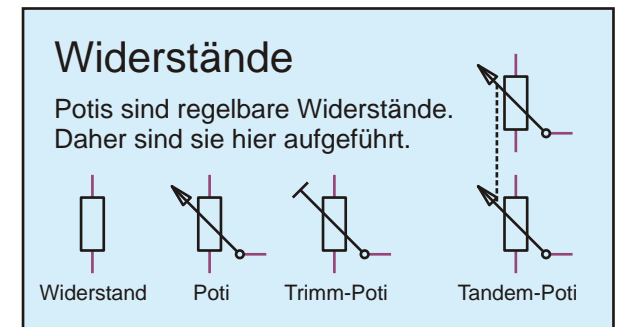 Widerstände
Potis sind regelbare Widerstände.
Daher sind sie hier aufgeführt.
Widerstand
Poti
Trimm-Poti
Tandem-Poti